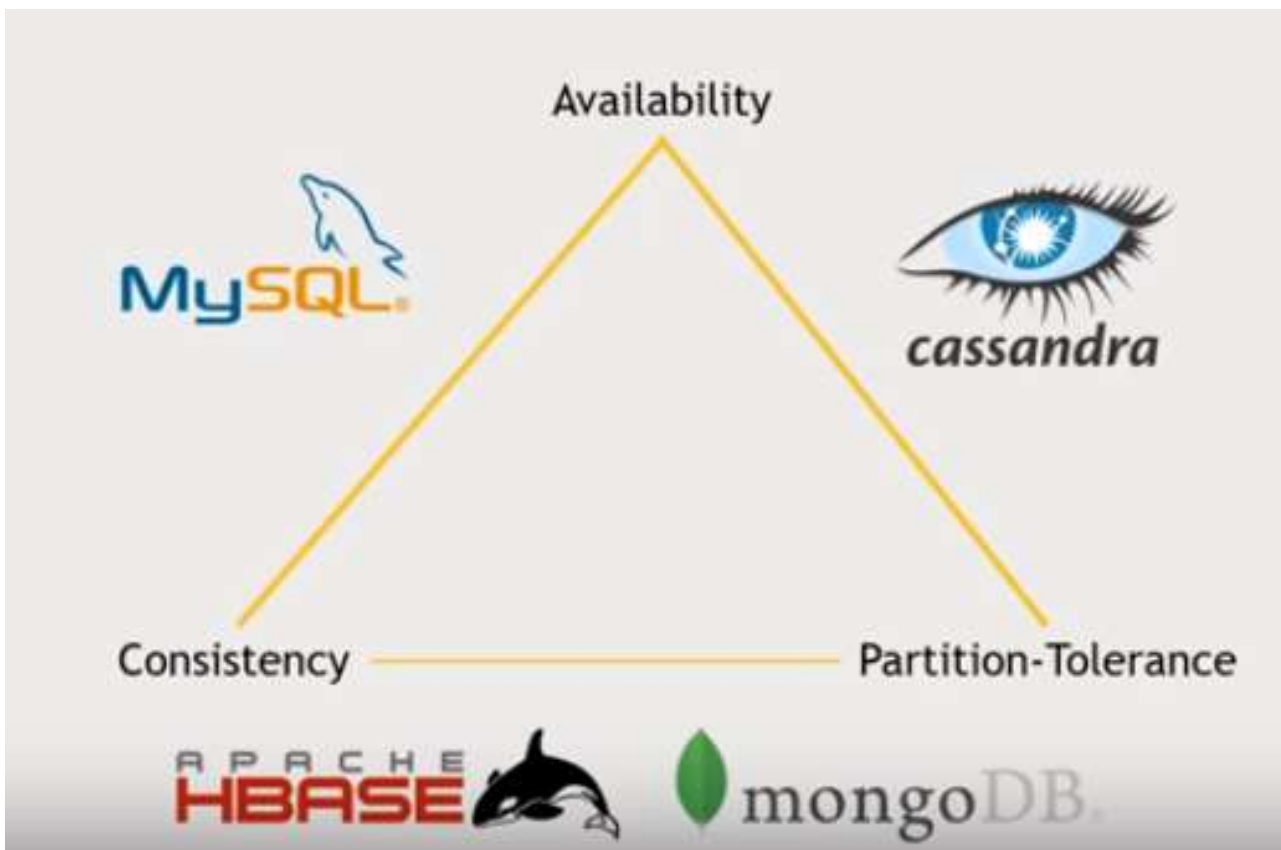 Availability
MySQL®
cassandra
Consistency
Partition-Tolerance
APACHE
HBASE
mongoDB.